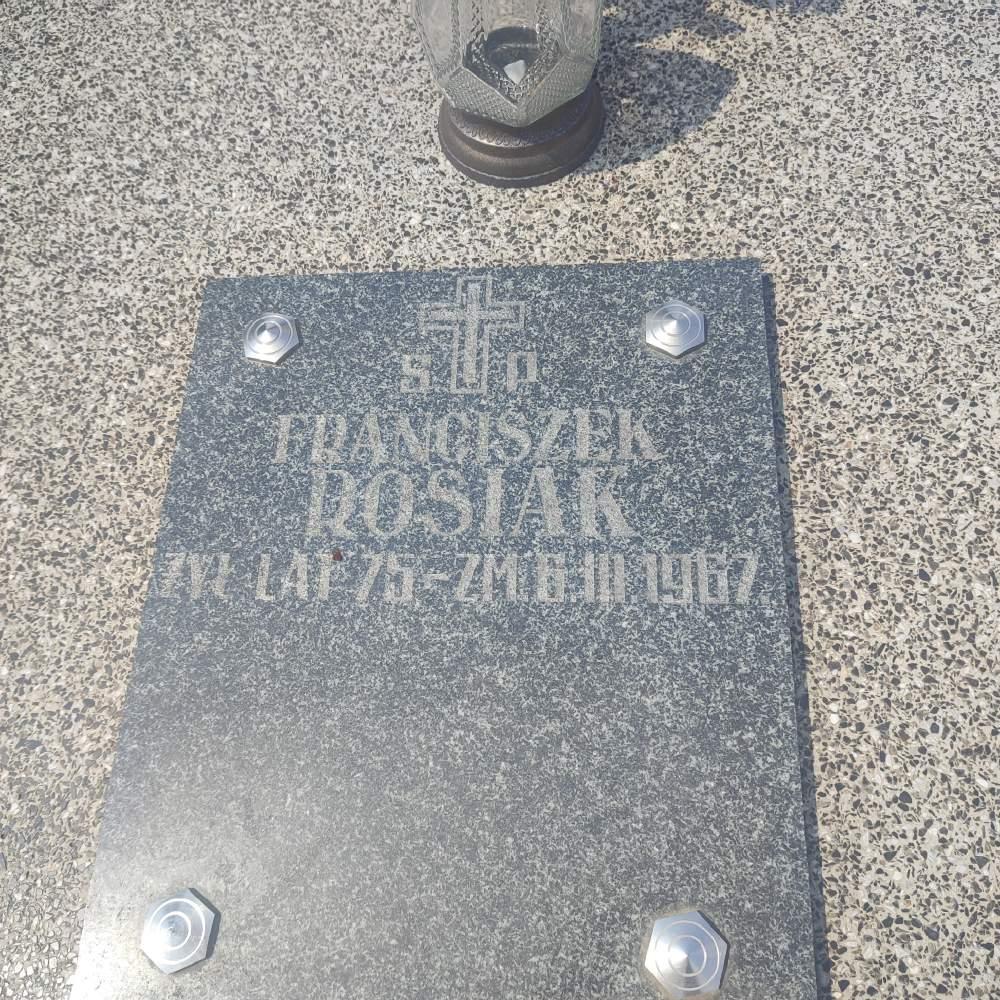 S P
FRANCISZEK
ROSIAK
ŻYŁ LAT 75,-ZM.6.III.1967.